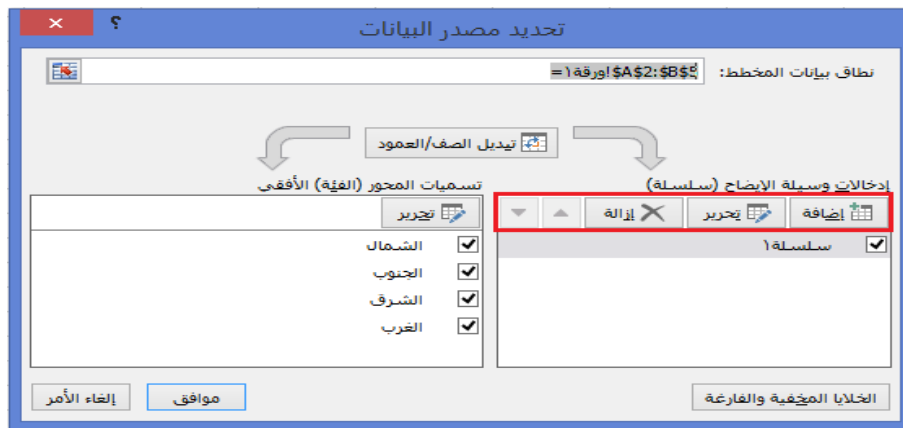 تحديد مصدر البيانات ؟
نطاق بيانات المخطط: =ورقة١!$A$2:$B$5
تبديل الصف/العمود
إدخالات وسيلة الإيضاح (سلسلة)
إضافة تحرير إزالة
سلسلة١
تسميات المحور (الفئة) الأفقي
تحرير
الشمال
الجنوب
الشرق
الغرب
الخلايا المخفية والفارغة
موافق
إلغاء الأمر